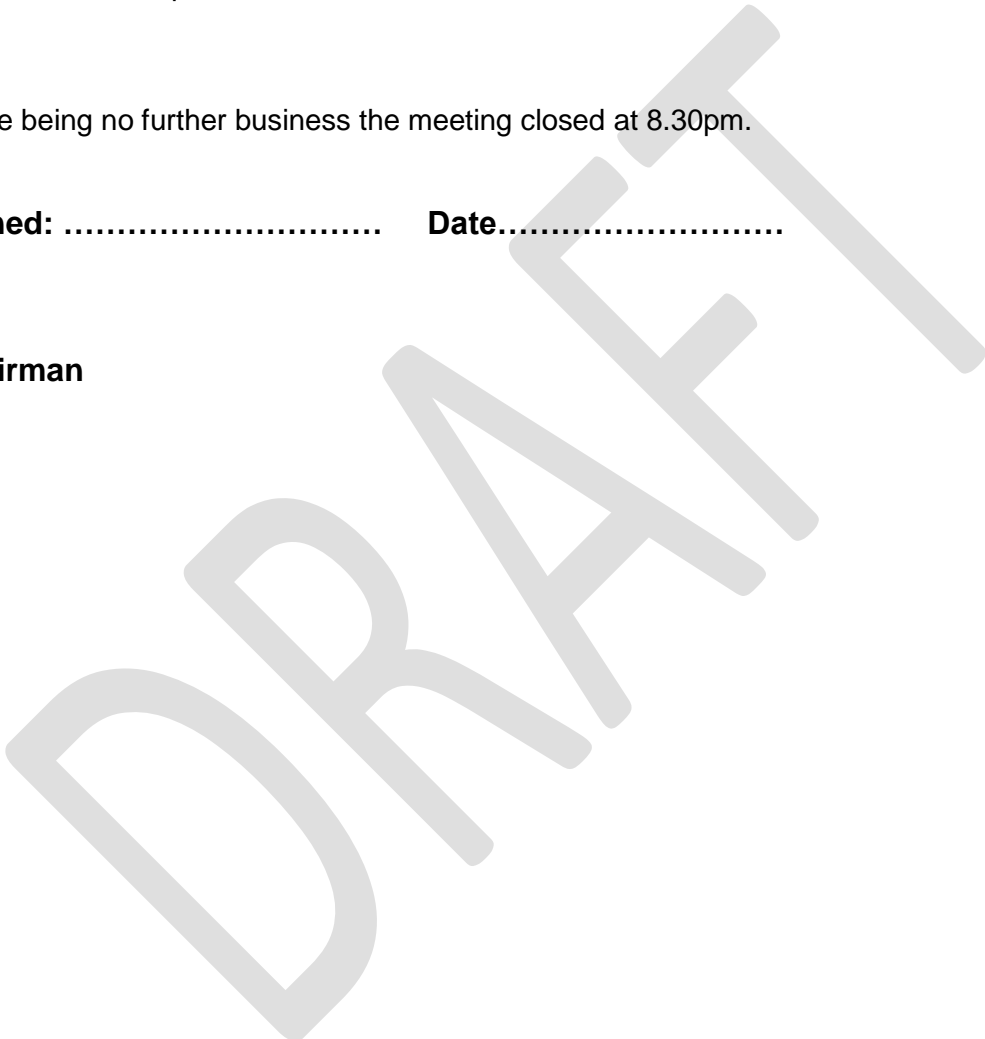 e being no further business the meeting closed at 8.30pm.
ned: ………………………… Date………………………
irman
DRAFT